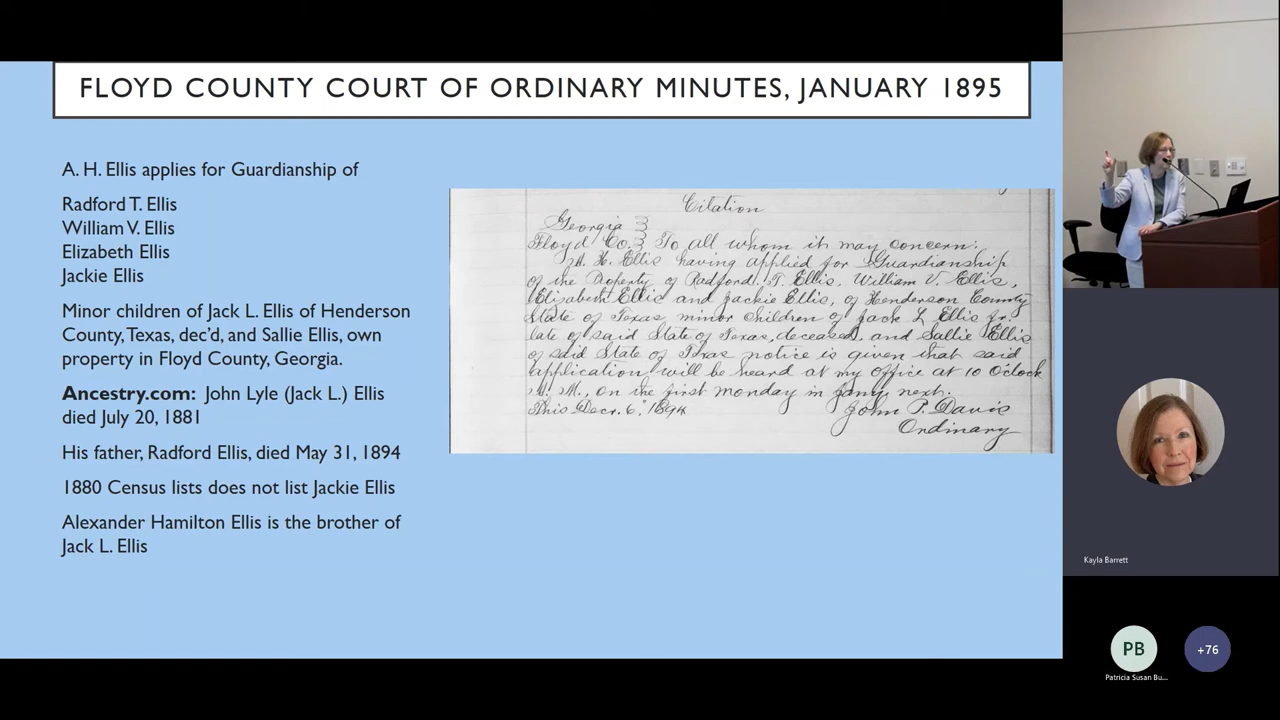 FLOYD COUNTY COURT OF ORDINARY MINUTES, JANUARY 1895
A. H. Ellis applies for Guardianship of
Radford T. Ellis
William V. Ellis
Elizabeth Ellis
Jackie Ellis
Minor children of Jack L. Ellis of Henderson
County, Texas, dec’d, and Sallie Ellis, own
property in Floyd County, Georgia.
Ancestry.com: John Lyle (Jack L.) Ellis
died July 20, 1881
His father, Radford Ellis, died May 31, 1894
1880 Census lists does not list Jackie Ellis
Alexander Hamilton Ellis is the brother of
Jack L. Ellis
Citation
Georgia
Floyd Co. To all whom it may concern:
A. H. Ellis having applied for Guardianship
of the Property of Radford. T. Ellis, William V. Ellis,
Elizabeth Ellis and Jackie Ellis, of Henderson County
State of Texas minor children of Jack L Ellis
late of said State of Texas, deceased, and Sallie Ellis
of said State of Texas notice is given that said
application will be heard at my office at 10 O'clock
A. M., on the first monday in Jany next.
This Decr. 6," 1894
John P. Davis
Ordinary
Kayla Barrett
PB
+76
Patricia Susan Bu...